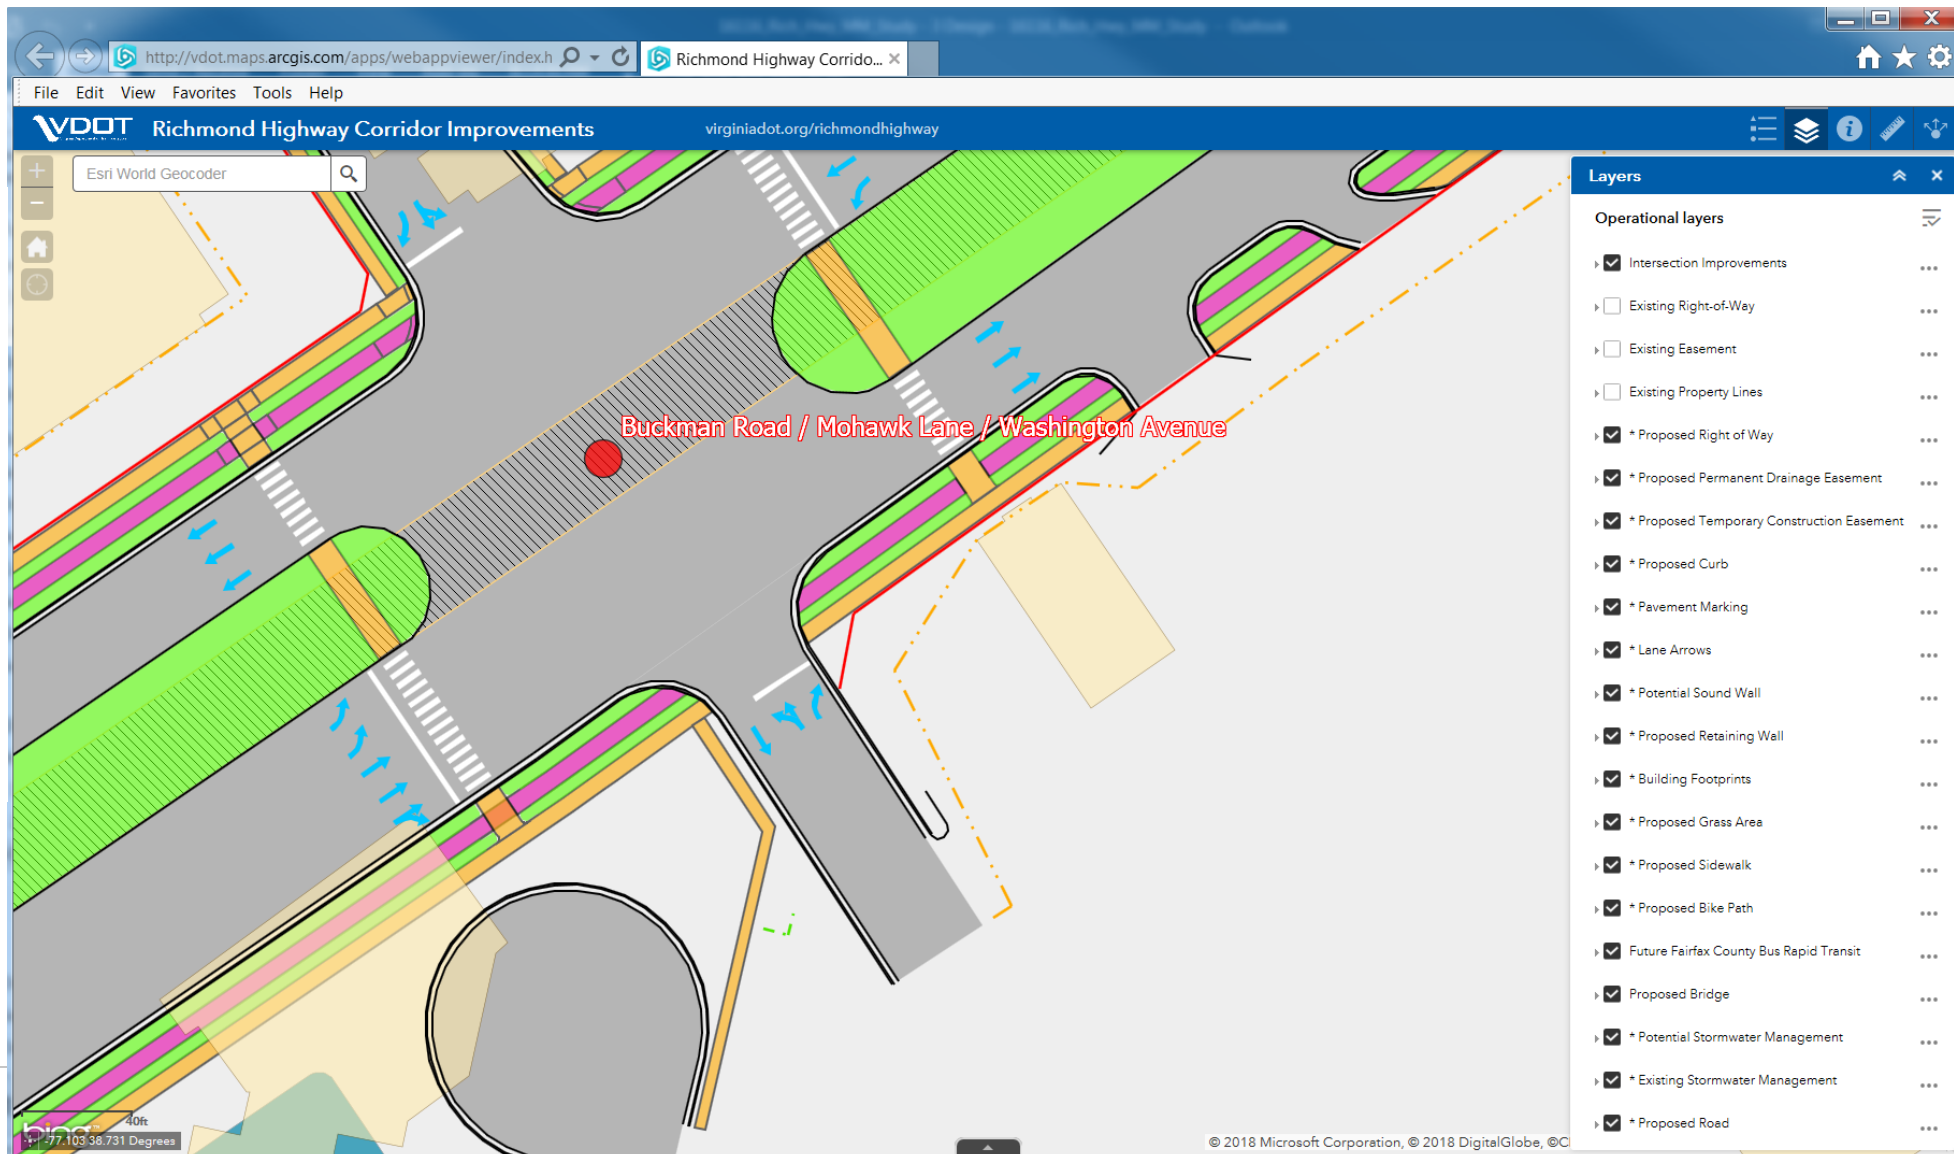 http://vdot.maps.arcgis.com/apps/webappviewer/index.h
Richmond Highway Corrido...
File Edit View Favorites Tools Help
VDOT
Richmond Highway Corridor Improvements
virginiadot.org/richmondhighway
Esri World Geocoder
Buckman Road / Mohawk Lane / Washington Avenue
Layers
Operational layers
Intersection Improvements
Existing Right-of-Way
Existing Easement
Existing Property Lines
* Proposed Right of Way
* Proposed Permanent Drainage Easement
* Proposed Temporary Construction Easement
* Proposed Curb
* Pavement Marking
* Lane Arrows
* Potential Sound Wall
* Proposed Retaining Wall
* Building Footprints
* Proposed Grass Area
* Proposed Sidewalk
* Proposed Bike Path
Future Fairfax County Bus Rapid Transit
Proposed Bridge
* Potential Stormwater Management
* Existing Stormwater Management
* Proposed Road
40ft
bing
-77.103 38.731 Degrees
© 2018 Microsoft Corporation, © 2018 DigitalGlobe, ©C